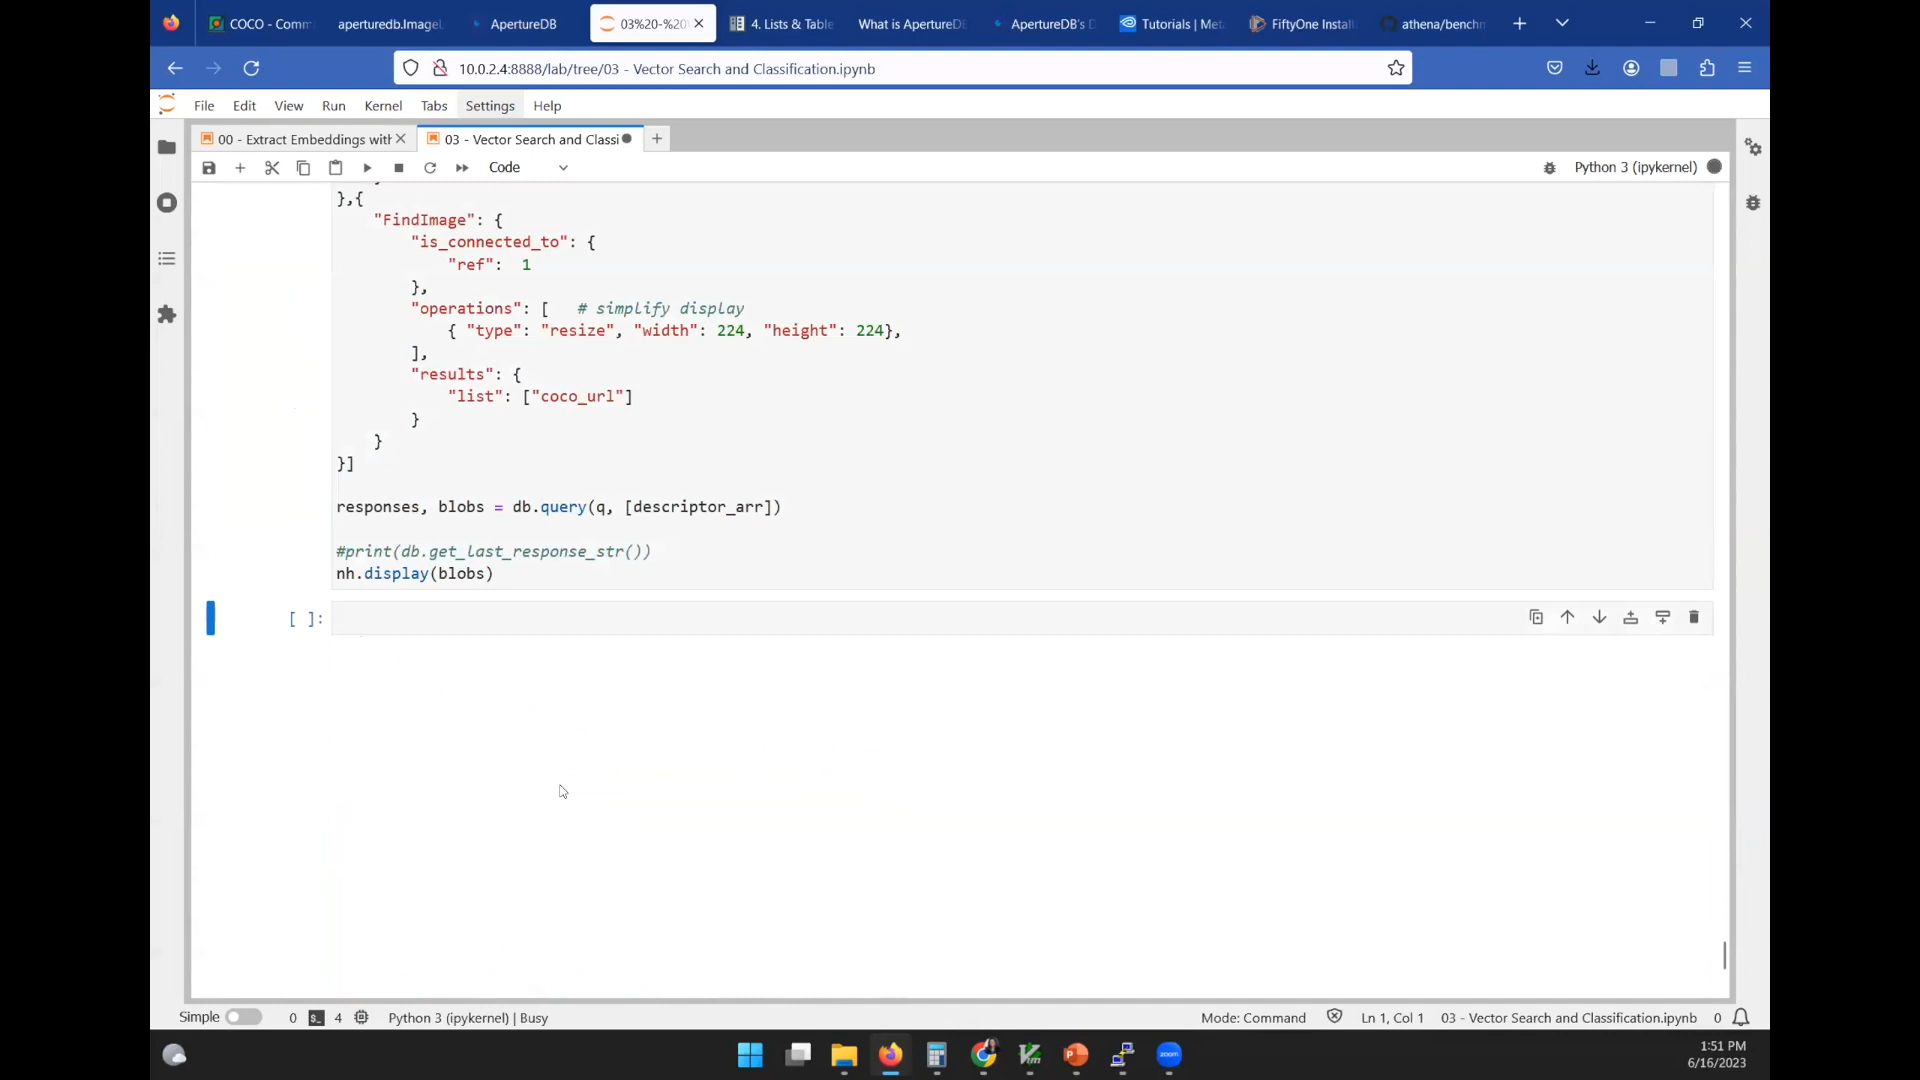 COCO - Comm
aperturedb.Image
ApertureDB
03%20-%20
4. Lists & Table
What is ApertureD
ApertureDB's D
Tutorials | Met
FiftyOne Instal
athena/benchm
10.0.2.4:8888/lab/tree/03 - Vector Search and Classification.ipynb
File Edit View Run Kernel Tabs Settings Help
00 - Extract Embeddings with
03 - Vector Search and Classi
Code
Python 3 (ipykernel)
},{
"FindImage": {
"is_connected_to": {
"ref": 1
},
"operations": [ # simplify display
{ "type": "resize", "width": 224, "height": 224},
],
"results": {
"list": ["coco_url"]
}
}
}]
responses, blobs = db.query(q, [descriptor_arr])
#print(db.get_last_response_str())
nh.display(blobs)
[ ]:
Simple 0 $_ 4 Python 3 (ipykernel) | Busy
Mode: Command Ln 1, Col 1 03 - Vector Search and Classification.ipynb 0
zoom
1:51 PM
6/16/2023